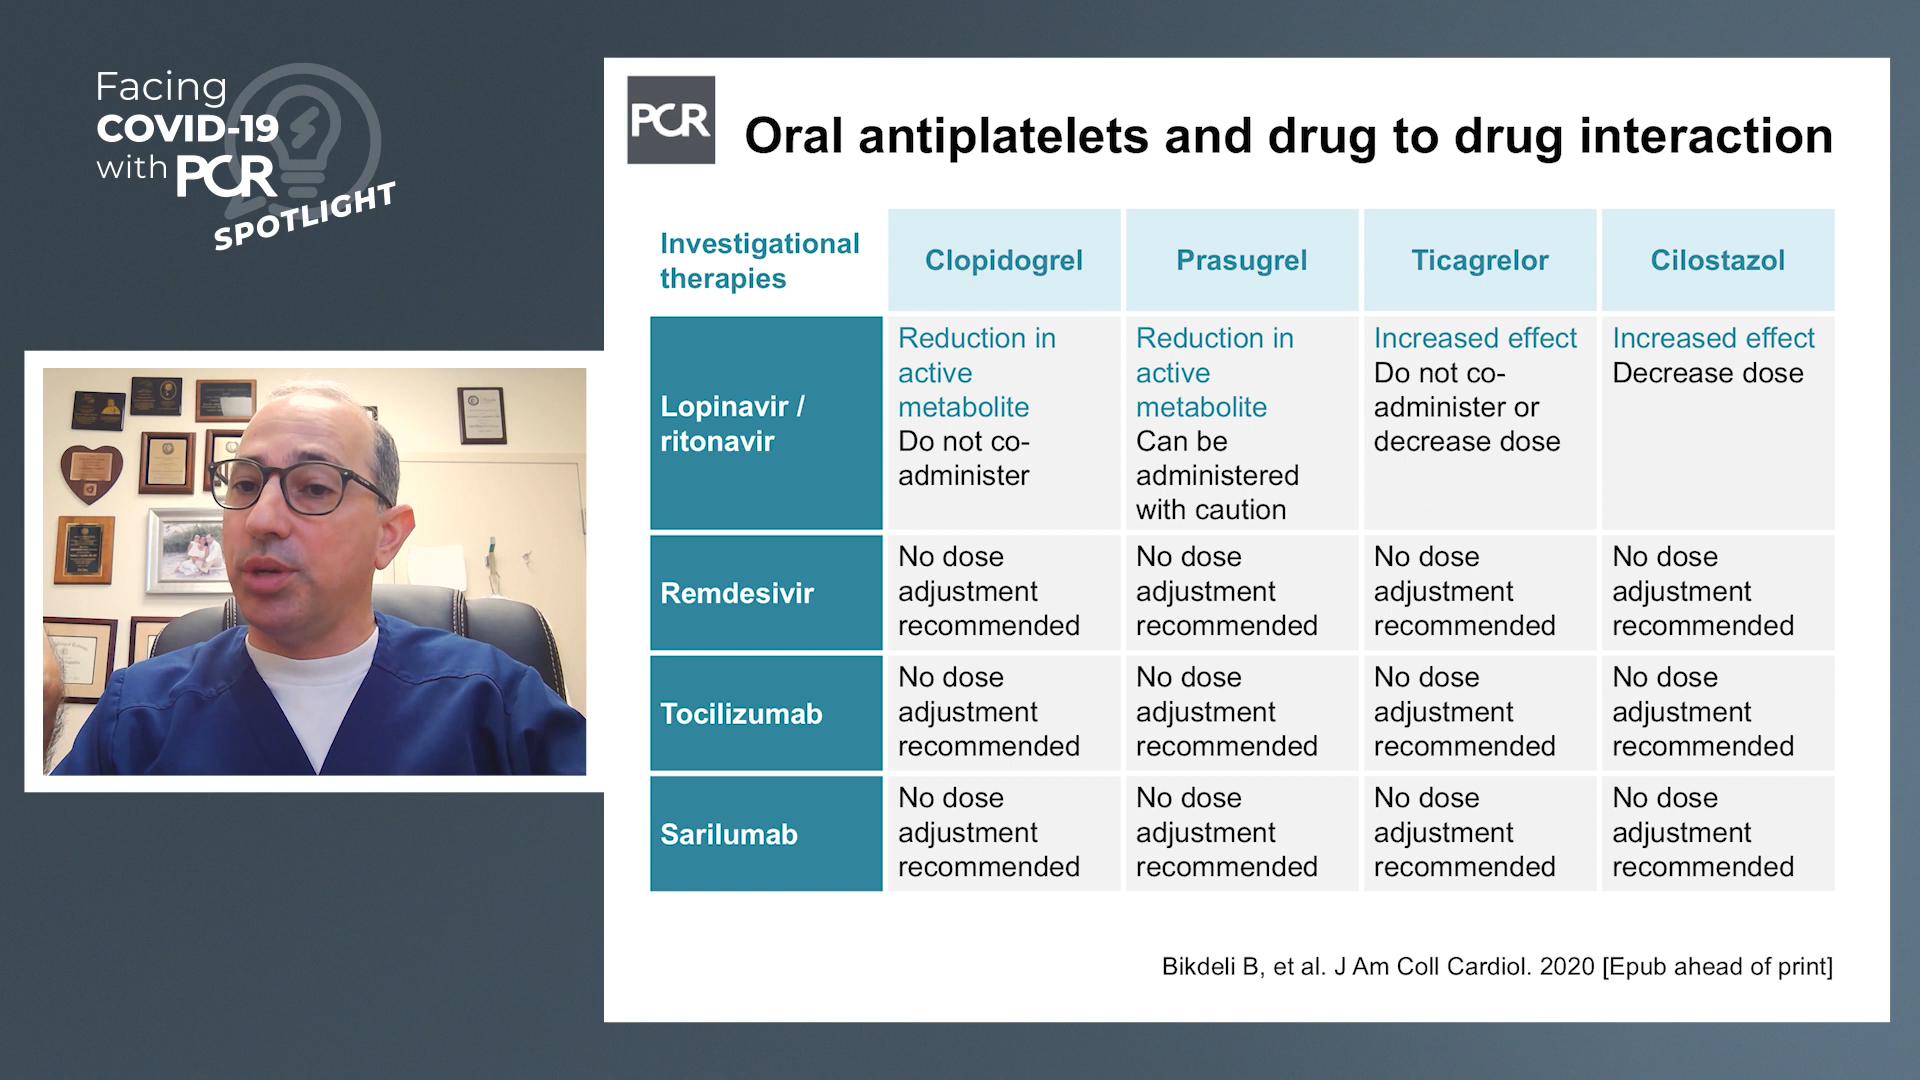 Facing
COVID-19
with PCR
SPOTLIGHT
PCR
Oral antiplatelets and drug to drug interaction
Investigational
therapies
Clopidogrel
Prasugrel
Ticagrelor
Cilostazol
Lopinavir /
ritonavir
Reduction in
active
metabolite
Do not co-
administer
Reduction in
active
metabolite
Can be
administered
with caution
Increased effect
Do not co-
administer or
decrease dose
Increased effect
Decrease dose
Remdesivir
No dose
adjustment
recommended
No dose
adjustment
recommended
No dose
adjustment
recommended
No dose
adjustment
recommended
Tocilizumab
No dose
adjustment
recommended
No dose
adjustment
recommended
No dose
adjustment
recommended
No dose
adjustment
recommended
Sarilumab
No dose
adjustment
recommended
No dose
adjustment
recommended
No dose
adjustment
recommended
No dose
adjustment
recommended
Bikdeli B, et al. J Am Coll Cardiol. 2020 [Epub ahead of print]